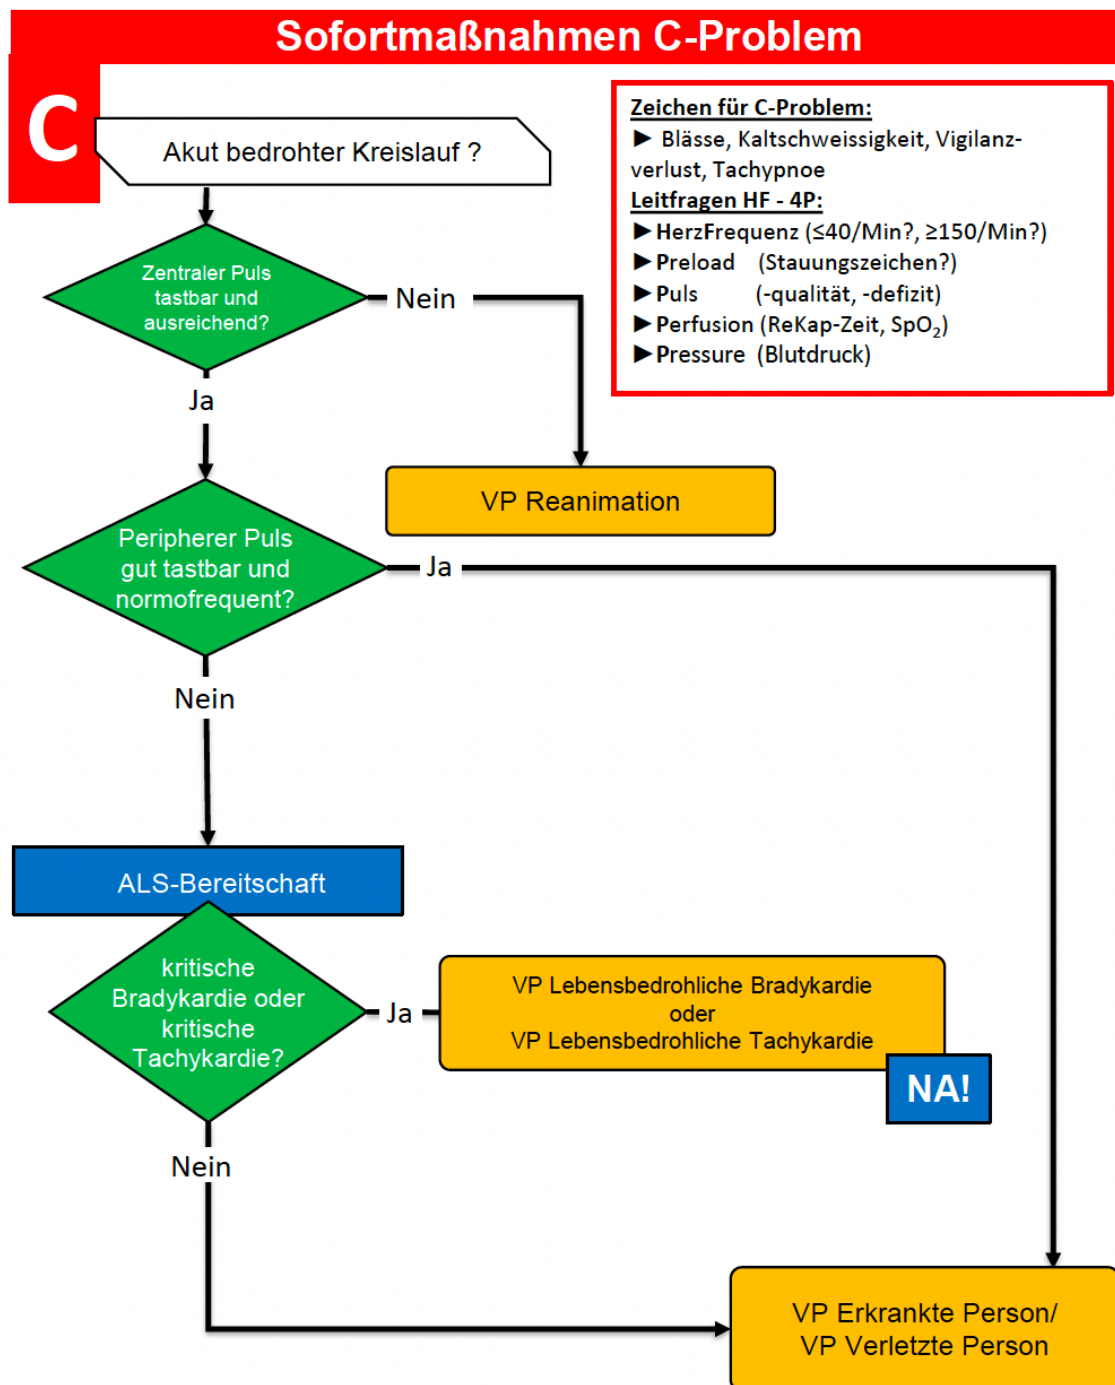 Sofortmaßnahmen C-Problem
C
Akut bedrohter Kreislauf ?
Zeichen für C-Problem:
► Blässe, Kaltschweissigkeit, Vigilanz-
verlust, Tachypnoe
Leitfragen HF - 4P:
►HerzFrequenz (≤40/Min?, ≥150/Min?)
►Preload (Stauungszeichen?)
►Puls (-qualität, -defizit)
►Perfusion (ReKap-Zeit, SpO₂)
►Pressure (Blutdruck)
Zentraler Puls
tastbar und
ausreichend?
Nein
Ja
VP Reanimation
Peripherer Puls
gut tastbar und
normofrequent?
Ja
Nein
ALS-Bereitschaft
kritische
Bradykardie oder
kritische
Tachykardie?
Ja
VP Lebensbedrohliche Bradykardie
oder
VP Lebensbedrohliche Tachykardie
NA!
Nein
VP Erkrankte Person/
VP Verletzte Person